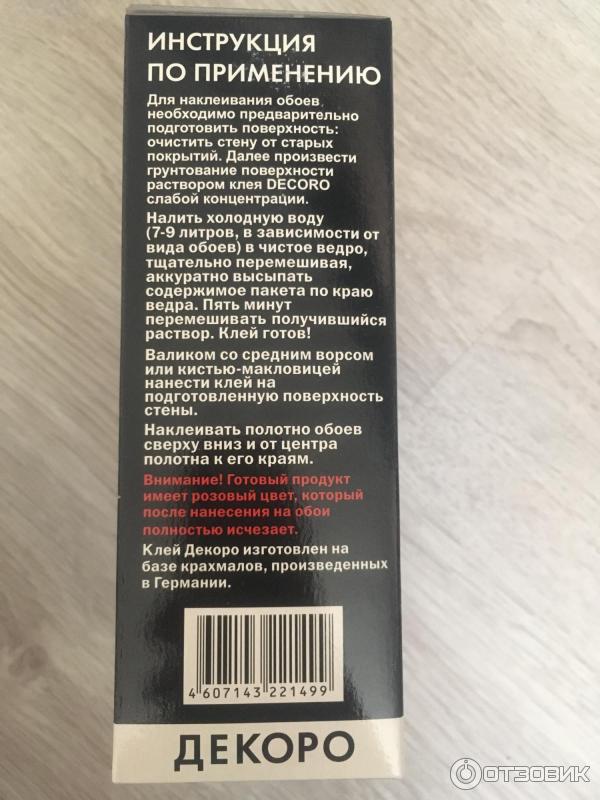 ИНСТРУКЦИЯ
ПО ПРИМЕНЕНИЮ
Для наклеивания обоев
необходимо предварительно
подготовить поверхность:
очистить стену от старых
покрытий. Далее произвести
грунтование поверхности
раствором клея DECORO
слабой концентрации.
Налить холодную воду
(7-9 литров, в зависимости от
вида обоев) в чистое ведро,
тщательно перемешивая,
аккуратно высыпать
содержимое пакета по краю
ведра. Пять минут
перемешивать получившийся
раствор. Клей готов!
Валиком со средним ворсом
или кистью-макловицей
нанести клей на
подготовленную поверхность
стены.
Наклеивать полотно обоев
сверху вниз и от центра
полотна к его краям.
Внимание! Готовый продукт
имеет розовый цвет, который
после нанесения на обои
полностью исчезает.
Клей Декоро изготовлен на
базе крахмалов, произведенных
в Германии.
4 607143 221499
ДЕКОРО
ОТЗОВИК